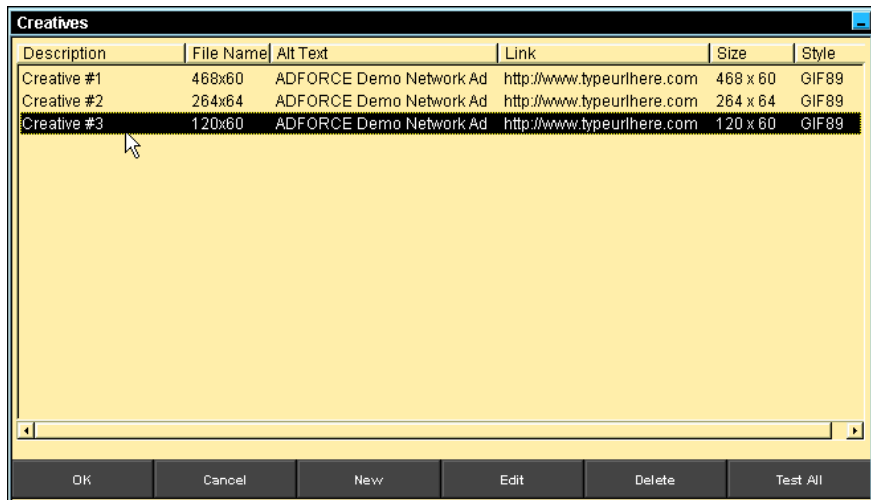 Creatives
Description File Name Alt Text Link Size Style
Creative #1 468x60 ADFORCE Demo Network Ad http://www.typeurlhere.com 468 x 60 GIF89
Creative #2 264x64 ADFORCE Demo Network Ad http://www.typeurlhere.com 264 x 64 GIF89
Creative #3 120x60 ADFORCE Demo Network Ad http://www.typeurlhere.com 120 x 60 GIF89
OK Cancel New Edit Delete Test All